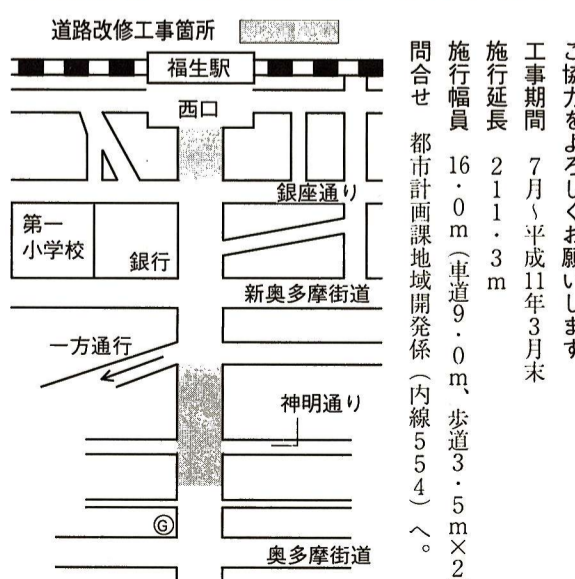 ご協力をよろしくお願いします
工事期間 7月〜平成11年3月末
施行延長 211・3m
施行幅員 16・0m(車道9・0m、歩道3・5m×2
問合せ 都市計画課地域開発係(内線554)へ。
道路改修工事箇所
福生駅
西口
銀座通り
第一
小学校
銀行
新奥多摩街道
一方通行
神明通り
G
奥多摩街道